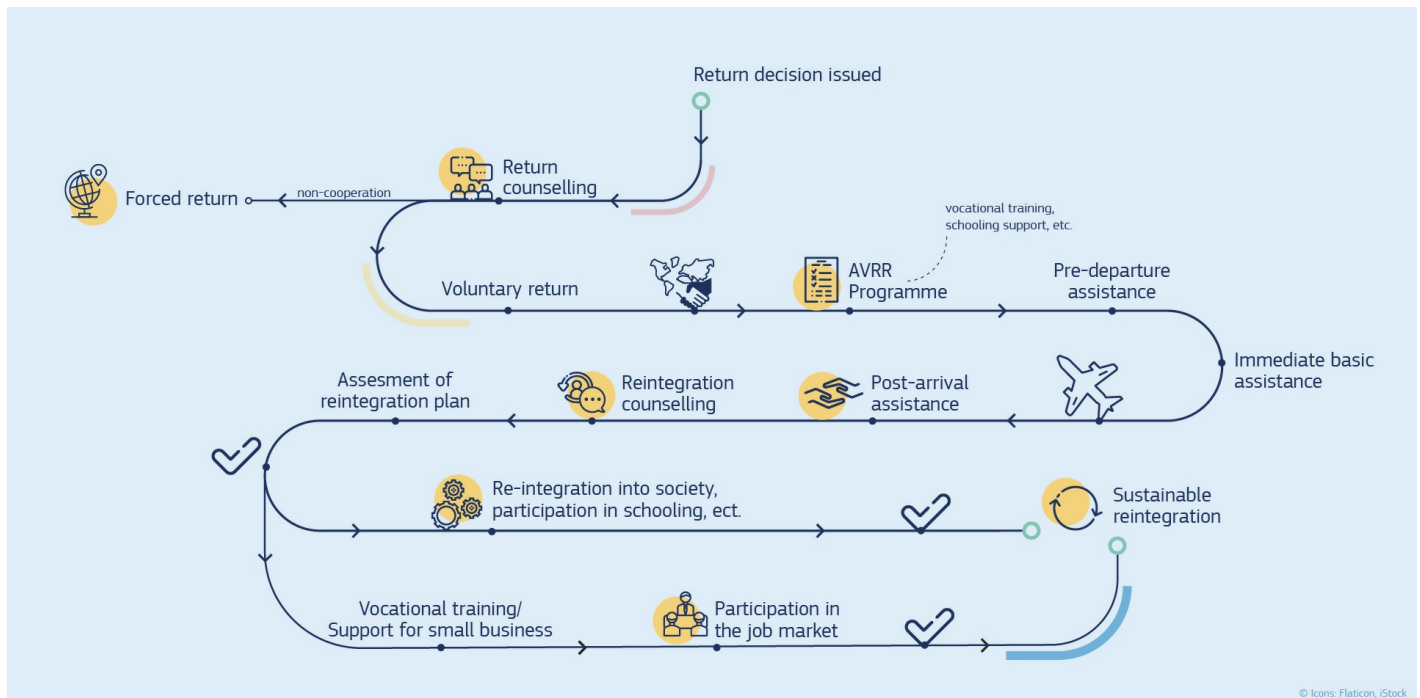 Return decision issued
Return
counselling
non-cooperation
Forced return
vocational training,
schooling support, etc.
Voluntary return
AVRR
Programme
Pre-departure
assistance
Immediate basic
assistance
Post-arrival
assistance
Reintegration
counselling
Assesment of
reintegration plan
Re-integration into society,
participation in schooling, ect.
Sustainable
reintegration
Vocational training/
Support for small business
Participation in
the job market
© Icons: Flaticon, iStock